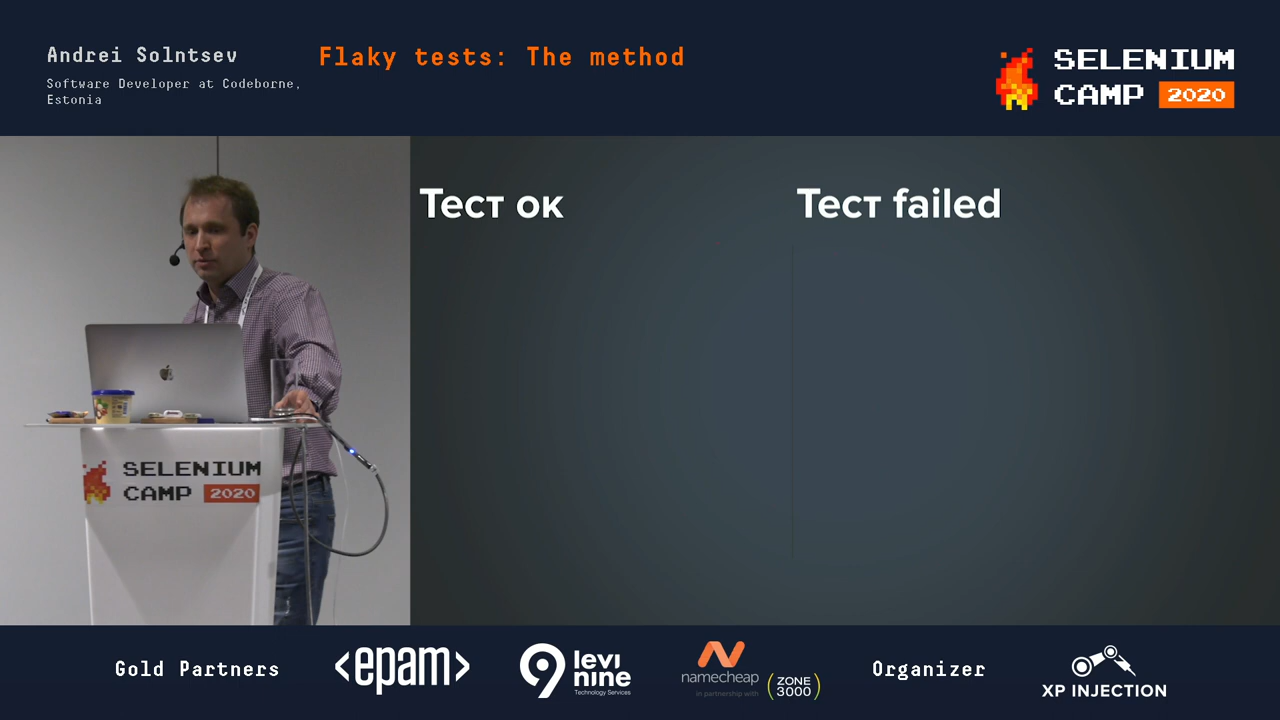 Andrei Solntsev
Software Developer at Codeborne,
Estonia
Flaky tests: The method
SELENIUM
CAMP 2020
Тест ок
Тест failed
SELENIUM
CAMP 2020
Gold Partners
<epam>
9 levi
nine
Technology Services
namecheap
in partnership with
ZONE
3000
Organizer
XP INJECTION